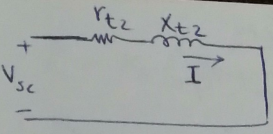 r_t2 X_t2
+
V_sc I
−